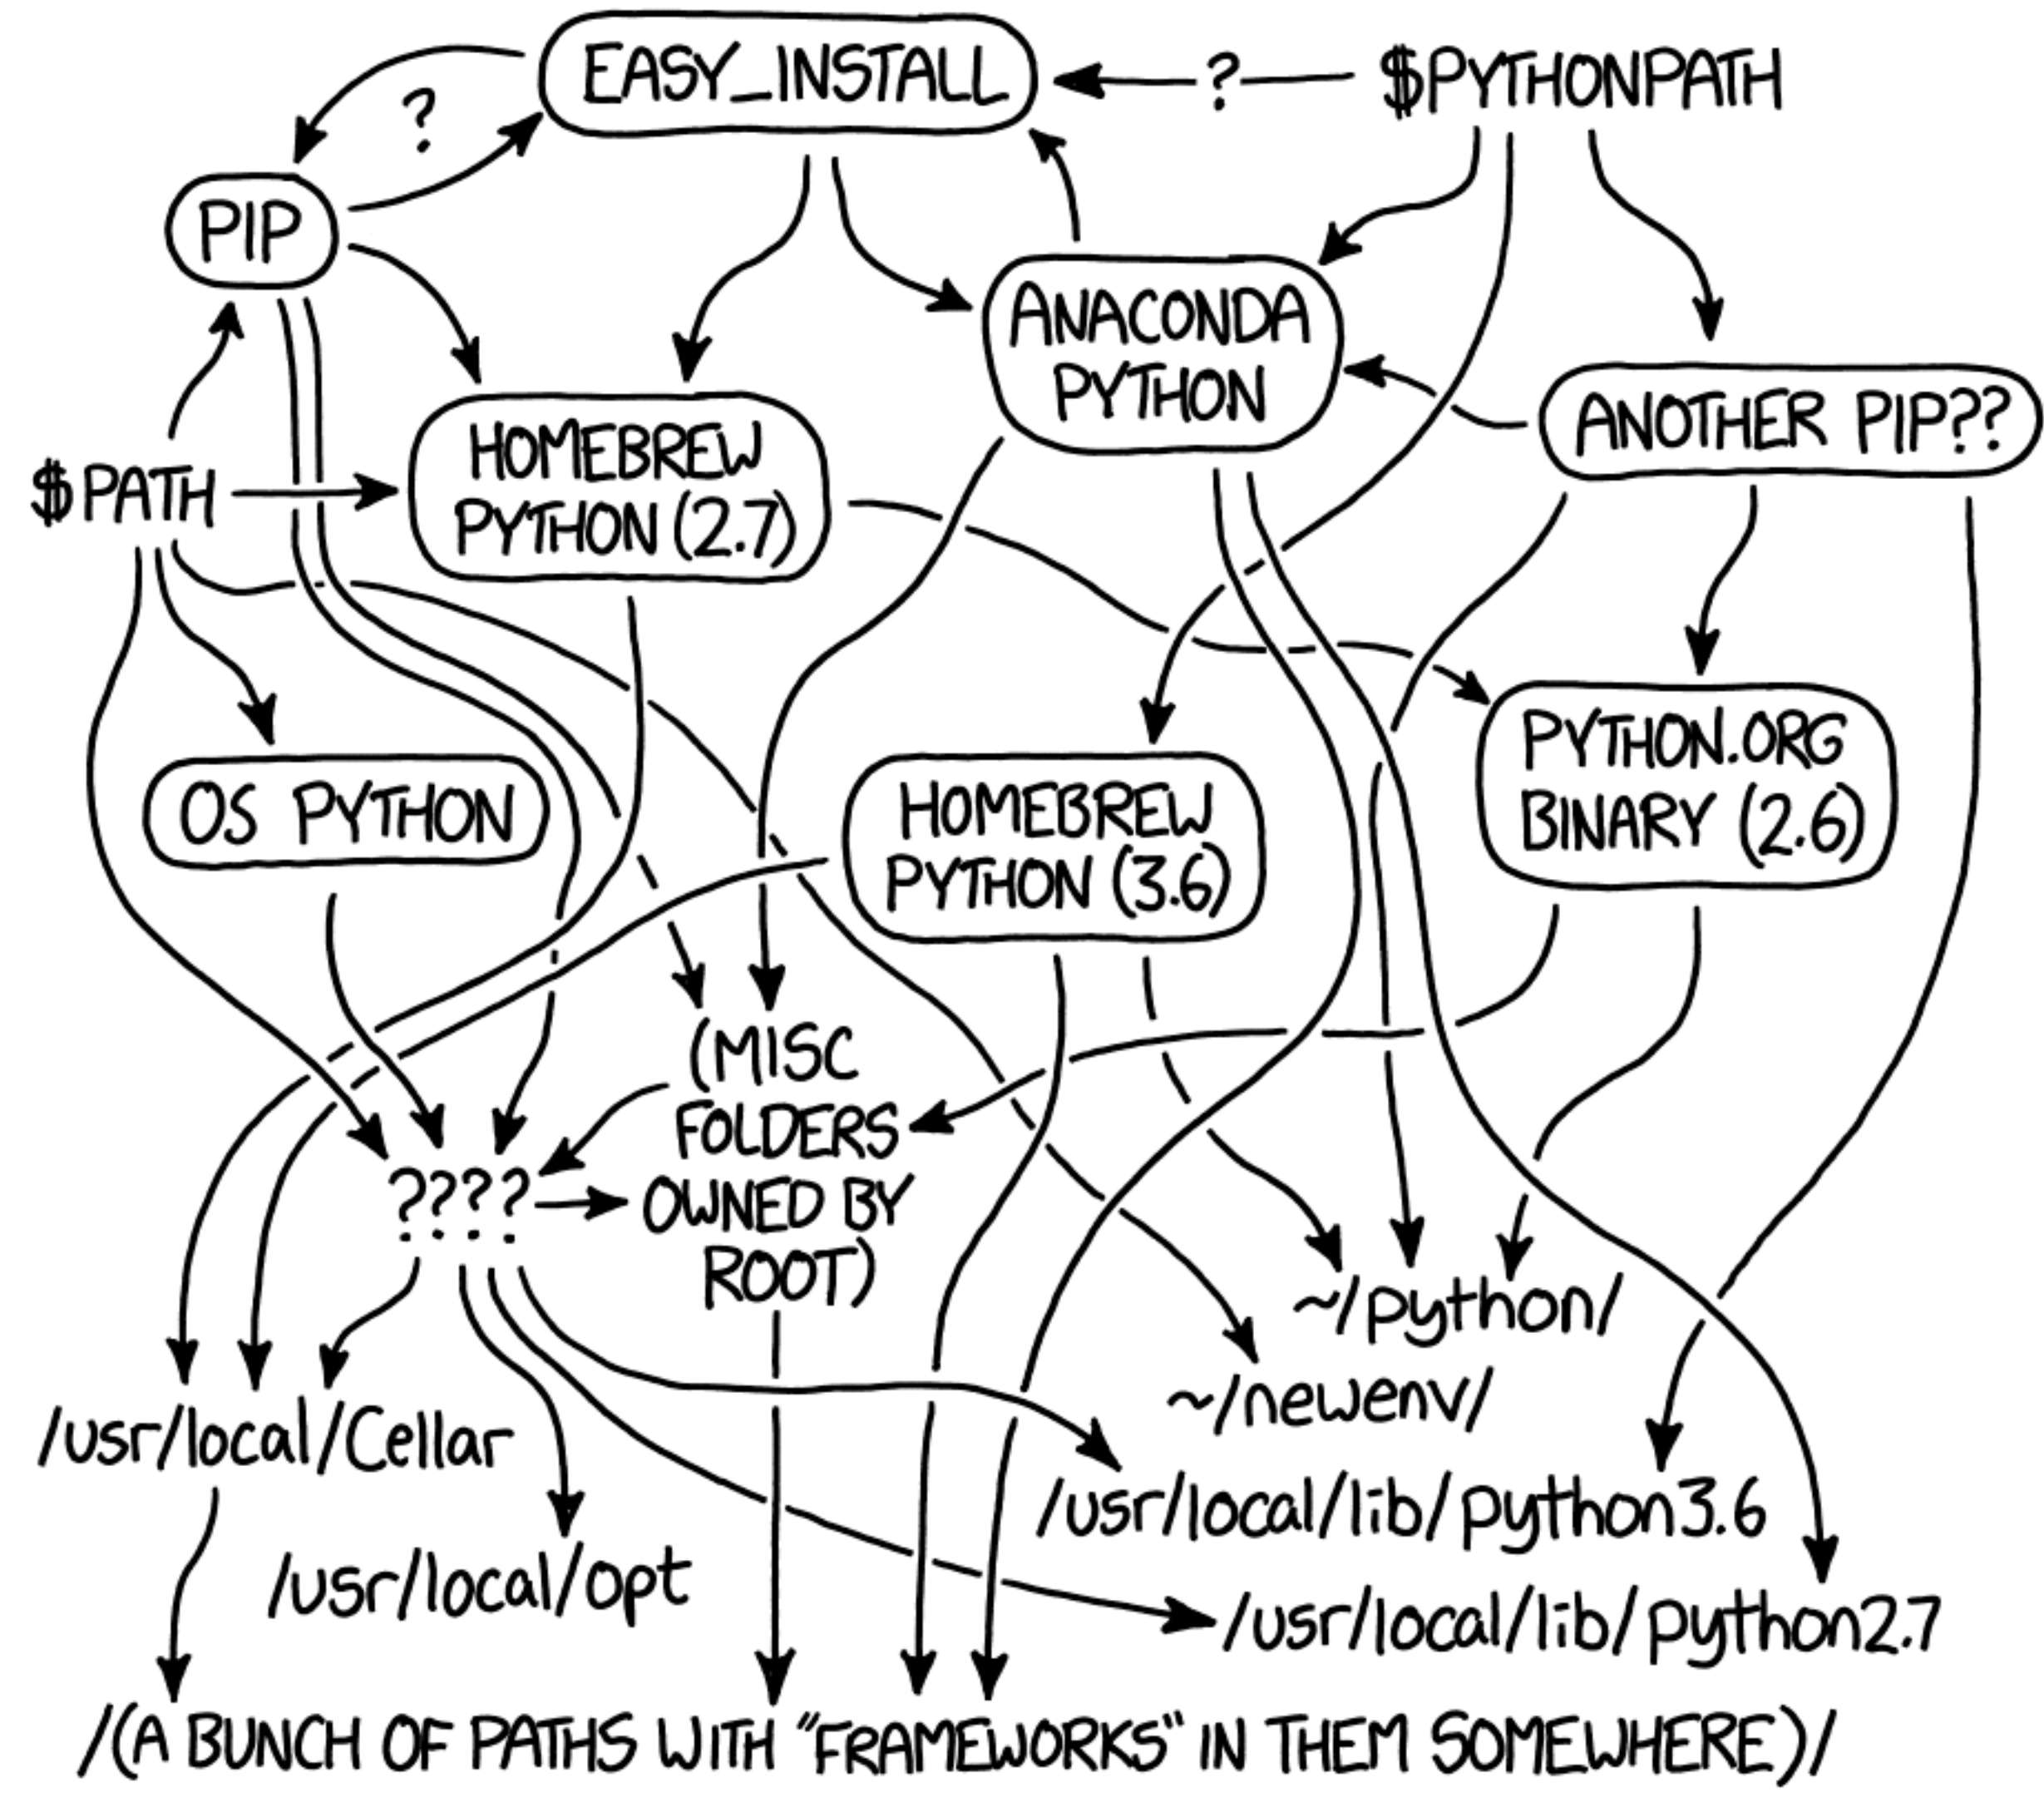 EASY_INSTALL
?
$PYTHONPATH
?
PIP
ANACONDA
PYTHON
ANOTHER PIP??
HOMEBREW
PYTHON (2.7)
$PATH
PYTHON.ORG
BINARY (2.6)
OS PYTHON
HOMEBREW
PYTHON (3.6)
(MISC
FOLDERS
OWNED BY
ROOT)
????
~/python/
~/newenv/
/usr/local/Cellar
/usr/local/lib/python3.6
/usr/local/opt
/usr/local/lib/python2.7
/(A BUNCH OF PATHS WITH "FRAMEWORKS" IN THEM SOMEWHERE)/